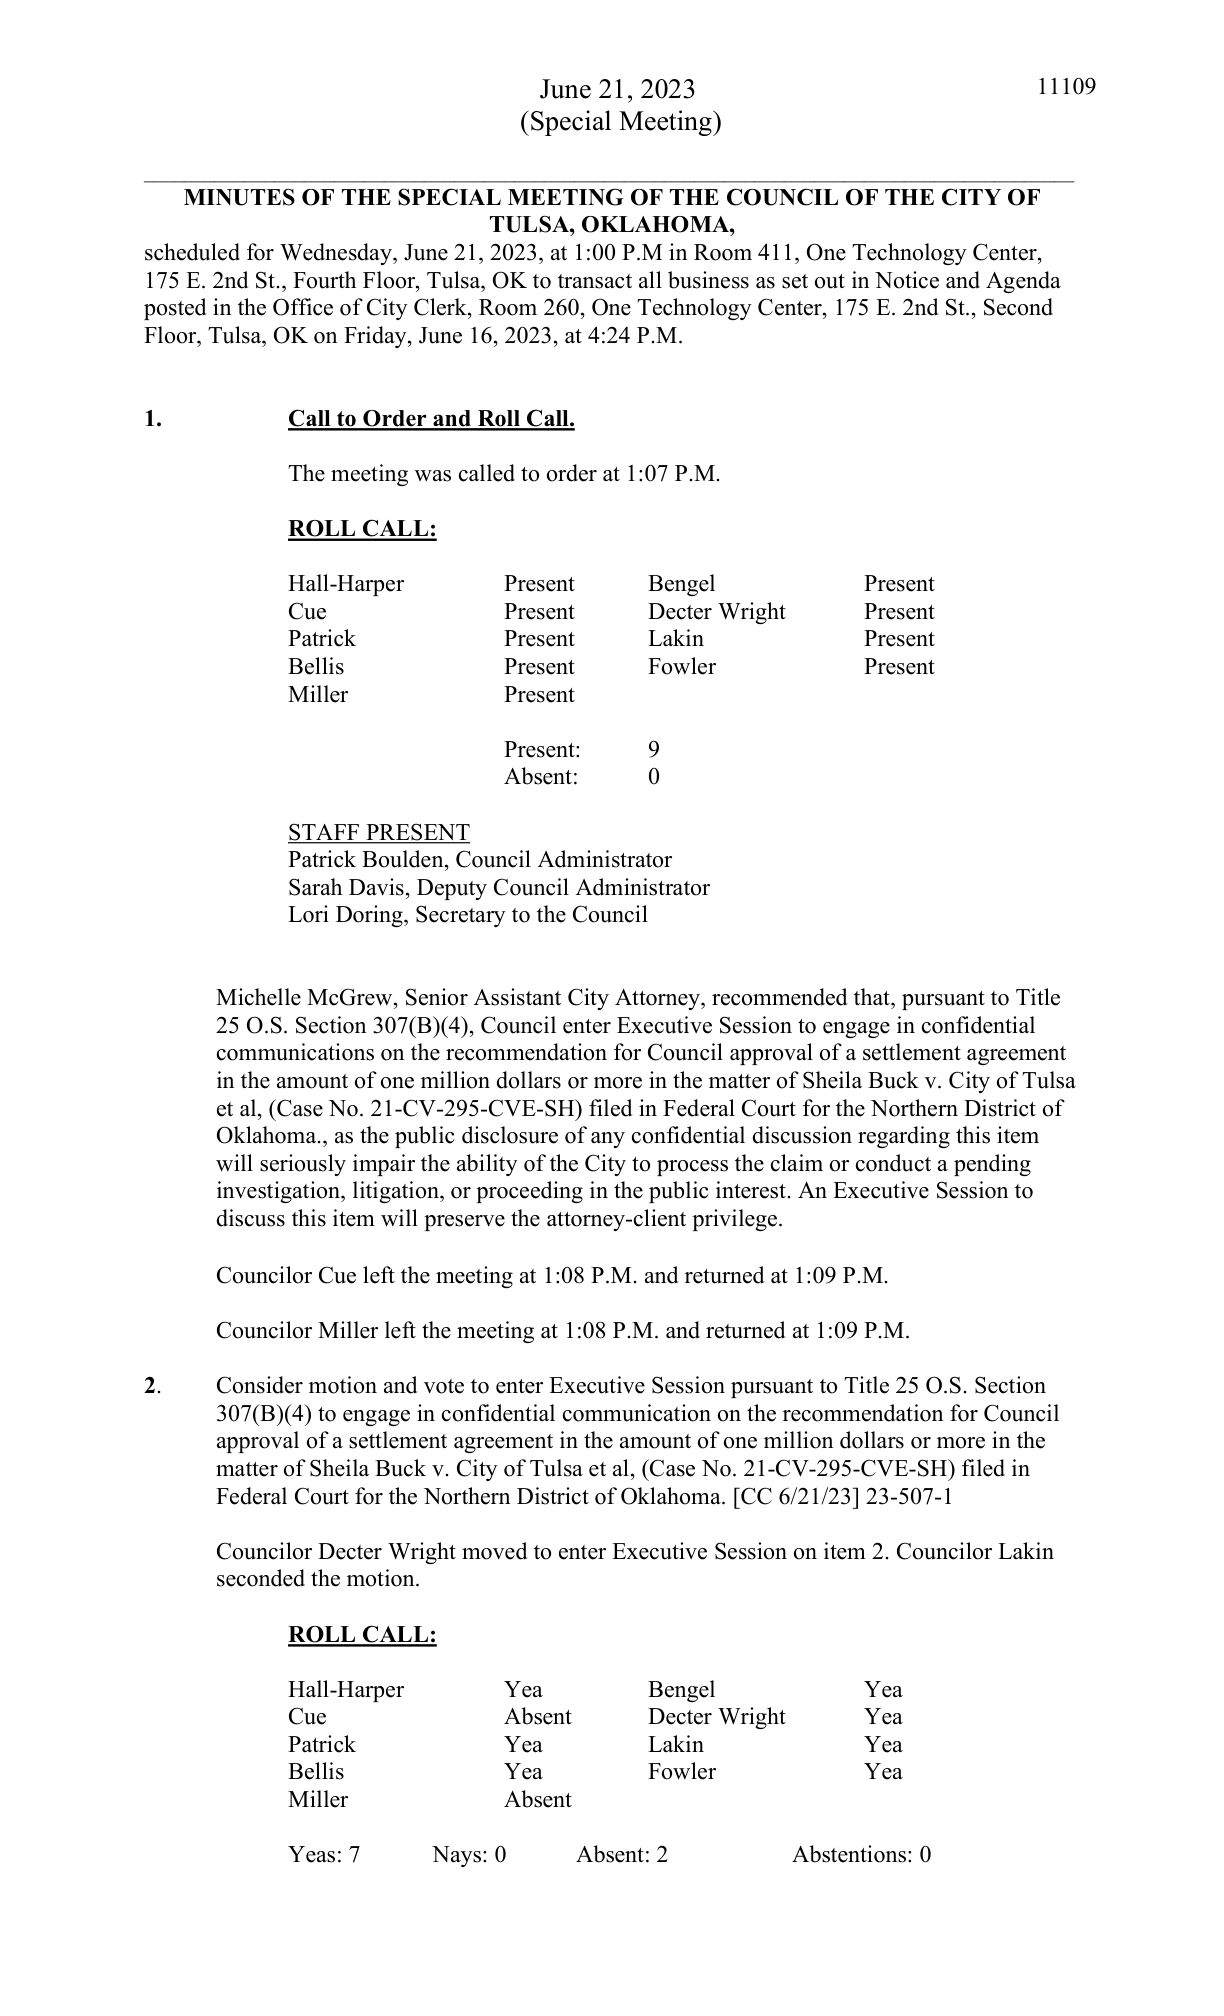 June 21, 2023
11109
(Special Meeting)
MINUTES OF THE SPECIAL MEETING OF THE COUNCIL OF THE CITY OF
TULSA, OKLAHOMA,
scheduled for Wednesday, June 21, 2023, at 1:00 P.M in Room 411, One Technology Center,
175 E. 2nd St., Fourth Floor, Tulsa, OK to transact all business as set out in Notice and Agenda
posted in the Office of City Clerk, Room 260, One Technology Center, 175 E. 2nd St., Second
Floor, Tulsa, OK on Friday, June 16, 2023, at 4:24 P.M.
1. Call to Order and Roll Call.
The meeting was called to order at 1:07 P.M.
ROLL CALL:
Hall-Harper Present Bengel Present
Cue Present Decter Wright Present
Patrick Present Lakin Present
Bellis Present Fowler Present
Miller Present
Present: 9
Absent: 0
STAFF PRESENT
Patrick Boulden, Council Administrator
Sarah Davis, Deputy Council Administrator
Lori Doring, Secretary to the Council
Michelle McGrew, Senior Assistant City Attorney, recommended that, pursuant to Title
25 O.S. Section 307(B)(4), Council enter Executive Session to engage in confidential
communications on the recommendation for Council approval of a settlement agreement
in the amount of one million dollars or more in the matter of Sheila Buck v. City of Tulsa
et al, (Case No. 21-CV-295-CVE-SH) filed in Federal Court for the Northern District of
Oklahoma., as the public disclosure of any confidential discussion regarding this item
will seriously impair the ability of the City to process the claim or conduct a pending
investigation, litigation, or proceeding in the public interest. An Executive Session to
discuss this item will preserve the attorney-client privilege.
Councilor Cue left the meeting at 1:08 P.M. and returned at 1:09 P.M.
Councilor Miller left the meeting at 1:08 P.M. and returned at 1:09 P.M.
2. Consider motion and vote to enter Executive Session pursuant to Title 25 O.S. Section
307(B)(4) to engage in confidential communication on the recommendation for Council
approval of a settlement agreement in the amount of one million dollars or more in the
matter of Sheila Buck v. City of Tulsa et al, (Case No. 21-CV-295-CVE-SH) filed in
Federal Court for the Northern District of Oklahoma. [CC 6/21/23] 23-507-1
Councilor Decter Wright moved to enter Executive Session on item 2. Councilor Lakin
seconded the motion.
ROLL CALL:
Hall-Harper Yea Bengel Yea
Cue Absent Decter Wright Yea
Patrick Yea Lakin Yea
Bellis Yea Fowler Yea
Miller Absent
Yeas: 7 Nays: 0 Absent: 2 Abstentions: 0